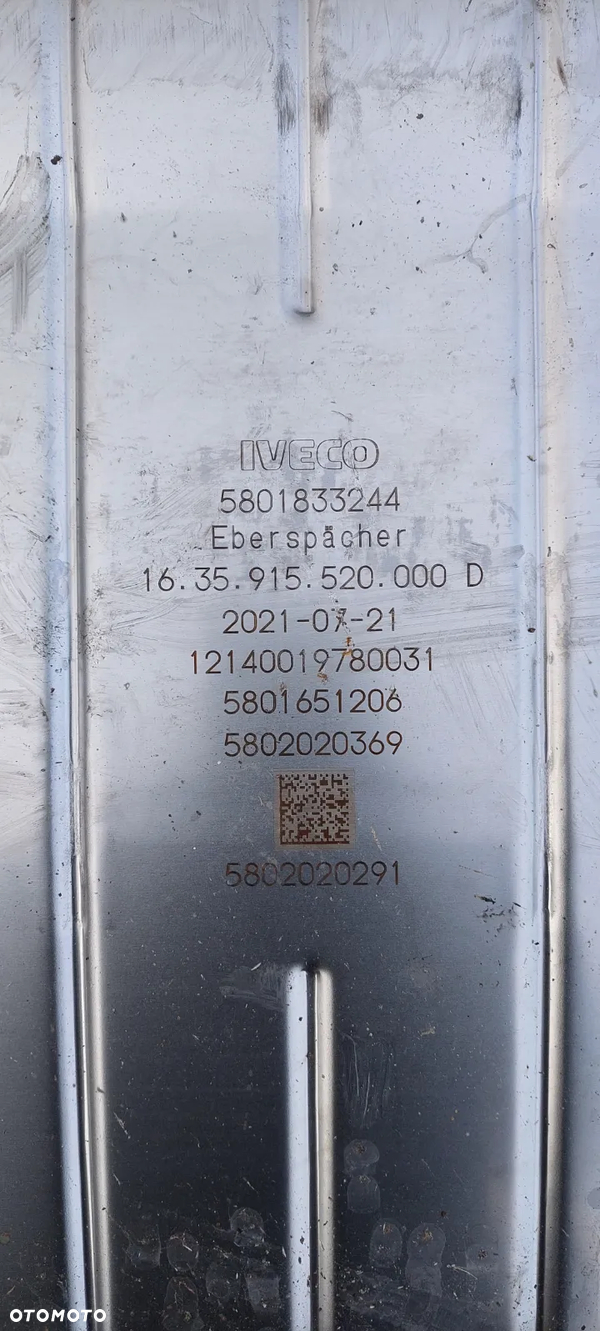 IVECO
5801833244
Eberspächer
16.35.915.520.000 D
2021-07-21
12140019780031
5801651206
5802020369
5802020291
OTOMOTO